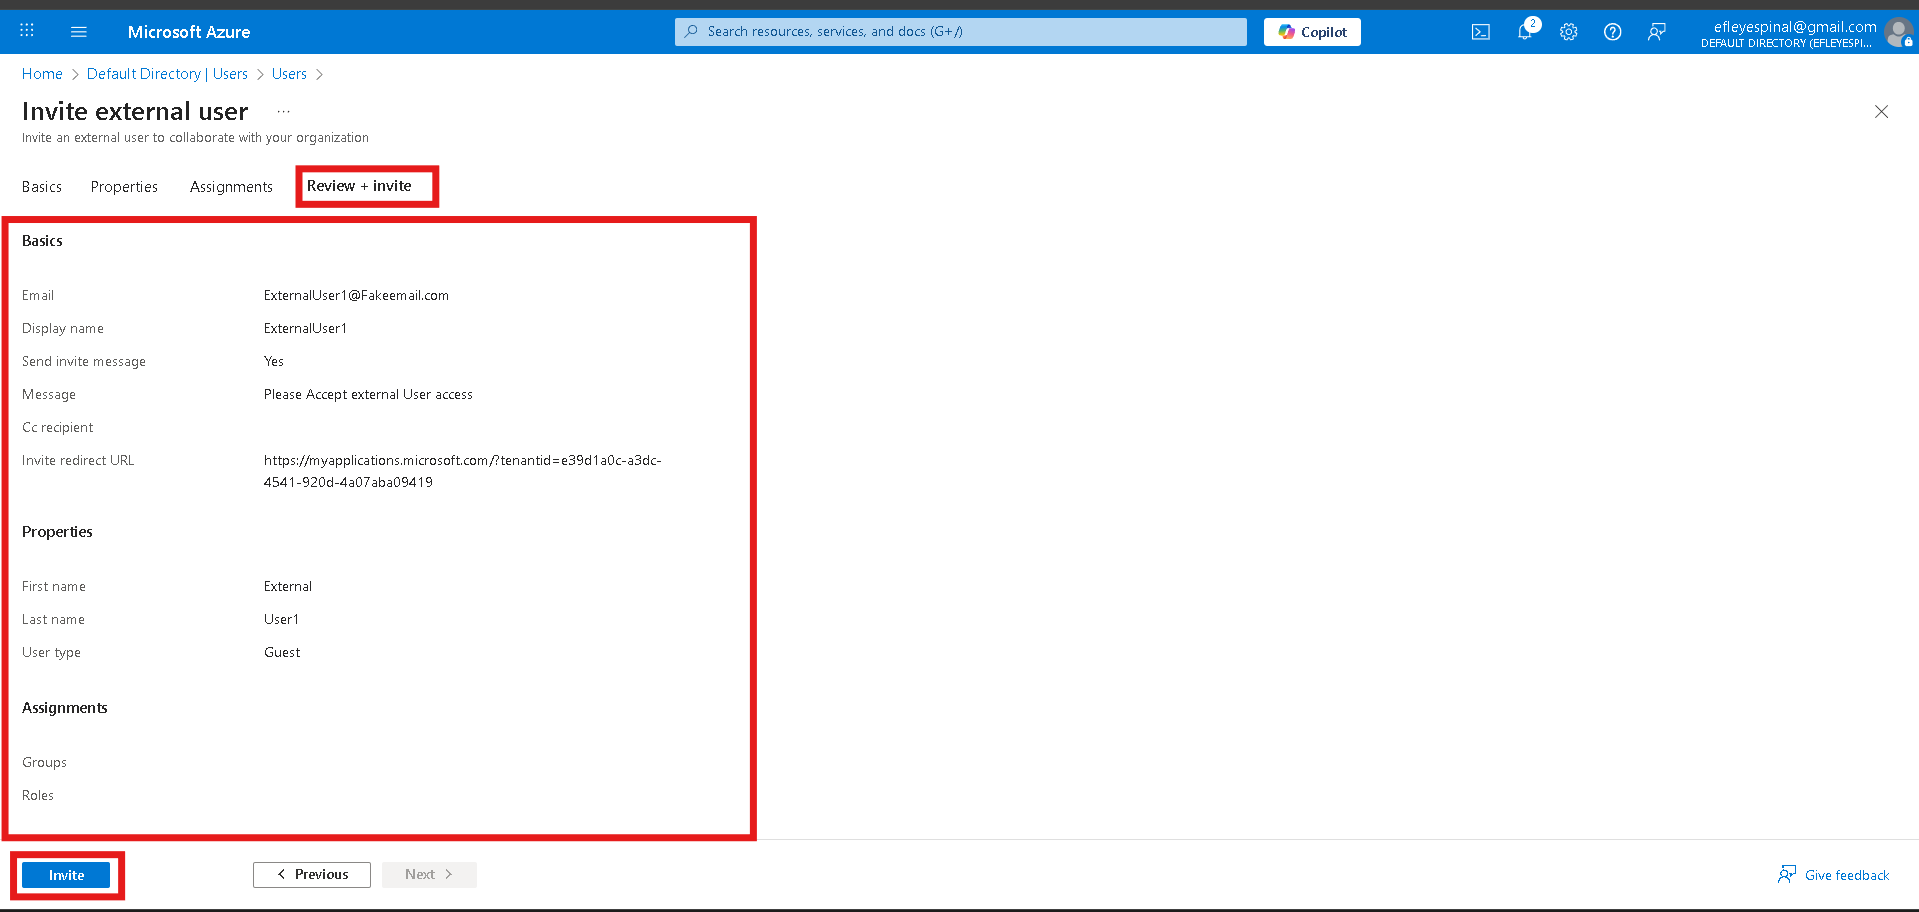 Microsoft Azure
Search resources, services, and docs (G+/)
Copilot
2
efleyespinal@gmail.com
DEFAULT DIRECTORY (EFLEYESPI...
Home > Default Directory | Users > Users >
Invite external user ...
Invite an external user to collaborate with your organization
Basics Properties Assignments Review + invite
Basics
Email ExternalUser1@Fakeemail.com
Display name ExternalUser1
Send invite message Yes
Message Please Accept external User access
Cc recipient
Invite redirect URL https://myapplications.microsoft.com/?tenantid=e39d1a0c-a3dc-
4541-920d-4a07aba09419
Properties
First name External
Last name User1
User type Guest
Assignments
Groups
Roles
Invite < Previous Next > Give feedback